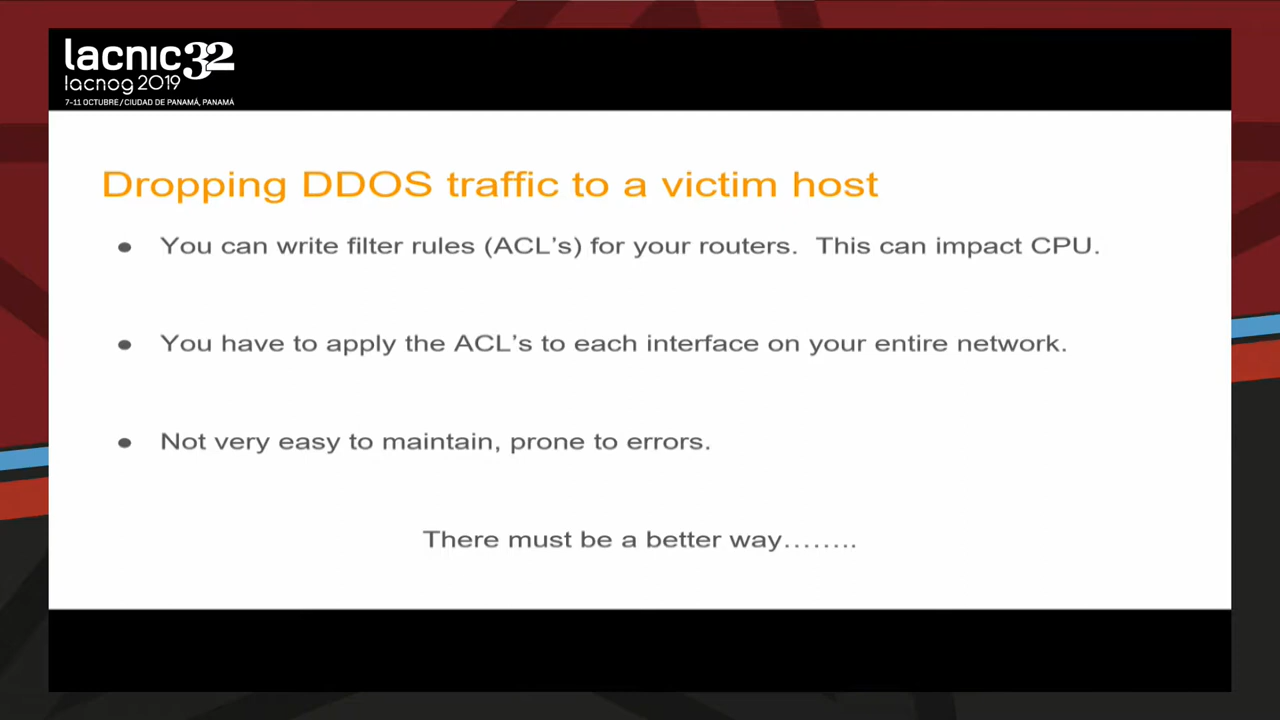 lacnic32
lacnog 2019
7-11 OCTUBRE / CIUDAD DE PANAMÁ, PANAMÁ
Dropping DDOS traffic to a victim host
● You can write filter rules (ACL's) for your routers.  This can impact CPU.
● You have to apply the ACL's to each interface on your entire network.
● Not very easy to maintain, prone to errors.
There must be a better way........